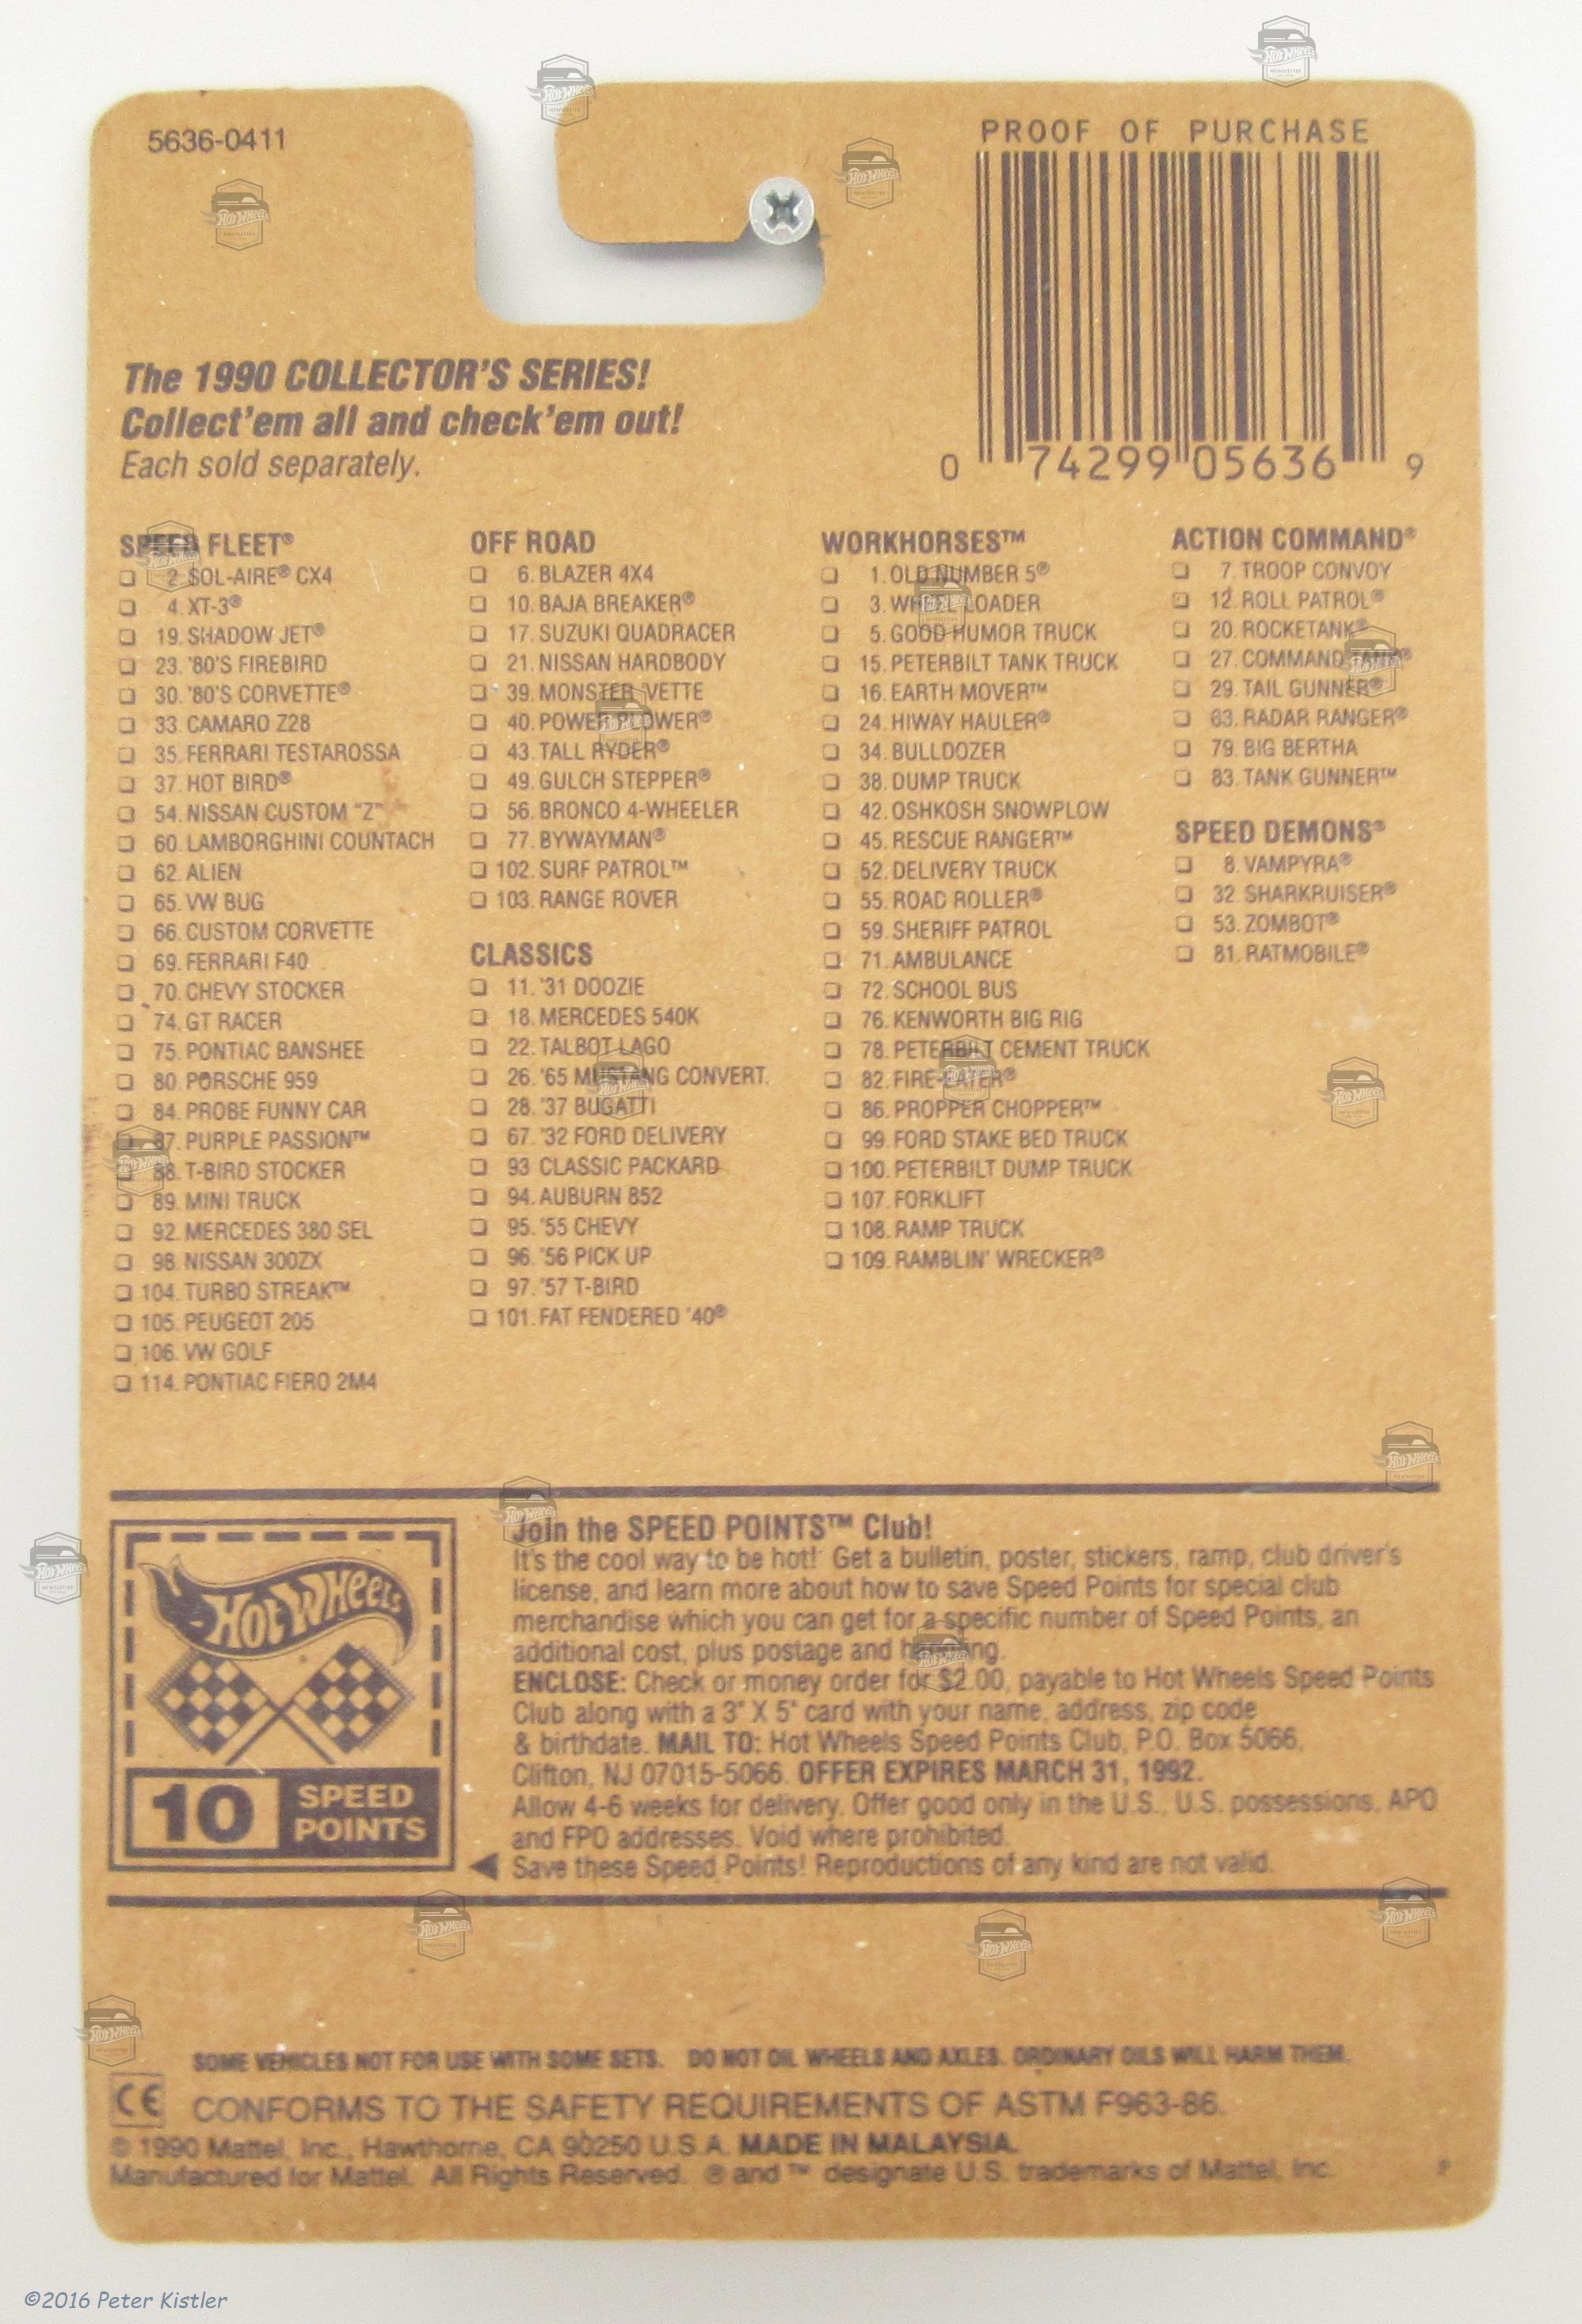 5636-0411
PROOF OF PURCHASE
0 74299 05636 9
The 1990 COLLECTOR'S SERIES!
Collect'em all and check'em out!
Each sold separately.
SPEED FLEET®
2. SOL-AIRE® CX4
4. XT-3®
19. SHADOW JET®
23. '80'S FIREBIRD
30. '80'S CORVETTE®
33. CAMARO Z28
35. FERRARI TESTAROSSA
37. HOT BIRD®
54. NISSAN CUSTOM "Z"
60. LAMBORGHINI COUNTACH
62. ALIEN
65. VW BUG
66. CUSTOM CORVETTE
69. FERRARI F40
70. CHEVY STOCKER
74. GT RACER
75. PONTIAC BANSHEE
80. PORSCHE 959
84. PROBE FUNNY CAR
87. PURPLE PASSION™
88. T-BIRD STOCKER
89. MINI TRUCK
92. MERCEDES 380 SEL
98. NISSAN 300ZX
104. TURBO STREAK™
105. PEUGEOT 205
106. VW GOLF
114. PONTIAC FIERO 2M4
OFF ROAD
6. BLAZER 4X4
10. BAJA BREAKER®
17. SUZUKI QUADRACER
21. NISSAN HARDBODY
39. MONSTER 'VETTE
40. POWER PLOWER®
43. TALL RYDER®
49. GULCH STEPPER®
56. BRONCO 4-WHEELER
77. BYWAYMAN®
102. SURF PATROL™
103. RANGE ROVER
CLASSICS
11. '31 DOOZIE
18. MERCEDES 540K
22. TALBOT LAGO
26. '65 MUSTANG CONVERT.
28. '37 BUGATTI
67. '32 FORD DELIVERY
93 CLASSIC PACKARD
94. AUBURN 852
95. '55 CHEVY
96. '56 PICK UP
97. '57 T-BIRD
101. FAT FENDERED '40®
WORKHORSES™
1. OLD NUMBER 5®
3. WHEEL LOADER
5. GOOD HUMOR TRUCK
15. PETERBILT TANK TRUCK
16. EARTH MOVER™
24. HIWAY HAULER®
34. BULLDOZER
38. DUMP TRUCK
42. OSHKOSH SNOWPLOW
45. RESCUE RANGER™
52. DELIVERY TRUCK
55. ROAD ROLLER®
59. SHERIFF PATROL
71. AMBULANCE
72. SCHOOL BUS
76. KENWORTH BIG RIG
78. PETERBILT CEMENT TRUCK
82. FIRE-EATER®
86. PROPPER CHOPPER™
99. FORD STAKE BED TRUCK
100. PETERBILT DUMP TRUCK
107. FORKLIFT
108. RAMP TRUCK
109. RAMBLIN' WRECKER®
ACTION COMMAND®
7. TROOP CONVOY
12. ROLL PATROL®
20. ROCKETANK®
27. COMMAND TANK®
29. TAIL GUNNER®
63. RADAR RANGER®
79. BIG BERTHA
83. TANK GUNNER™
SPEED DEMONS®
8. VAMPYRA®
32. SHARKRUISER®
53. ZOMBOT®
81. RATMOBILE®
Hot Wheels
10 SPEED
POINTS
Join the SPEED POINTS™ Club!
It's the cool way to be hot! Get a bulletin, poster, stickers, ramp, club driver's
license, and learn more about how to save Speed Points for special club
merchandise which you can get for a specific number of Speed Points, an
additional cost, plus postage and handling.
ENCLOSE: Check or money order for $2.00, payable to Hot Wheels Speed Points
Club along with a 3" X 5" card with your name, address, zip code
& birthdate. MAIL TO: Hot Wheels Speed Points Club, P.O. Box 5066,
Clifton, NJ 07015-5066. OFFER EXPIRES MARCH 31, 1992.
Allow 4-6 weeks for delivery. Offer good only in the U.S., U.S. possessions, APO
and FPO addresses. Void where prohibited.
Save these Speed Points! Reproductions of any kind are not valid.
SOME VEHICLES NOT FOR USE WITH SOME SETS. DO NOT OIL WHEELS AND AXLES. ORDINARY OILS WILL HARM THEM.
CE CONFORMS TO THE SAFETY REQUIREMENTS OF ASTM F963-86.
© 1990 Mattel, Inc., Hawthorne, CA 90250 U.S.A. MADE IN MALAYSIA.
Manufactured for Mattel. All Rights Reserved. ® and ™ designate U.S. trademarks of Mattel, Inc.
©2016 Peter Kistler